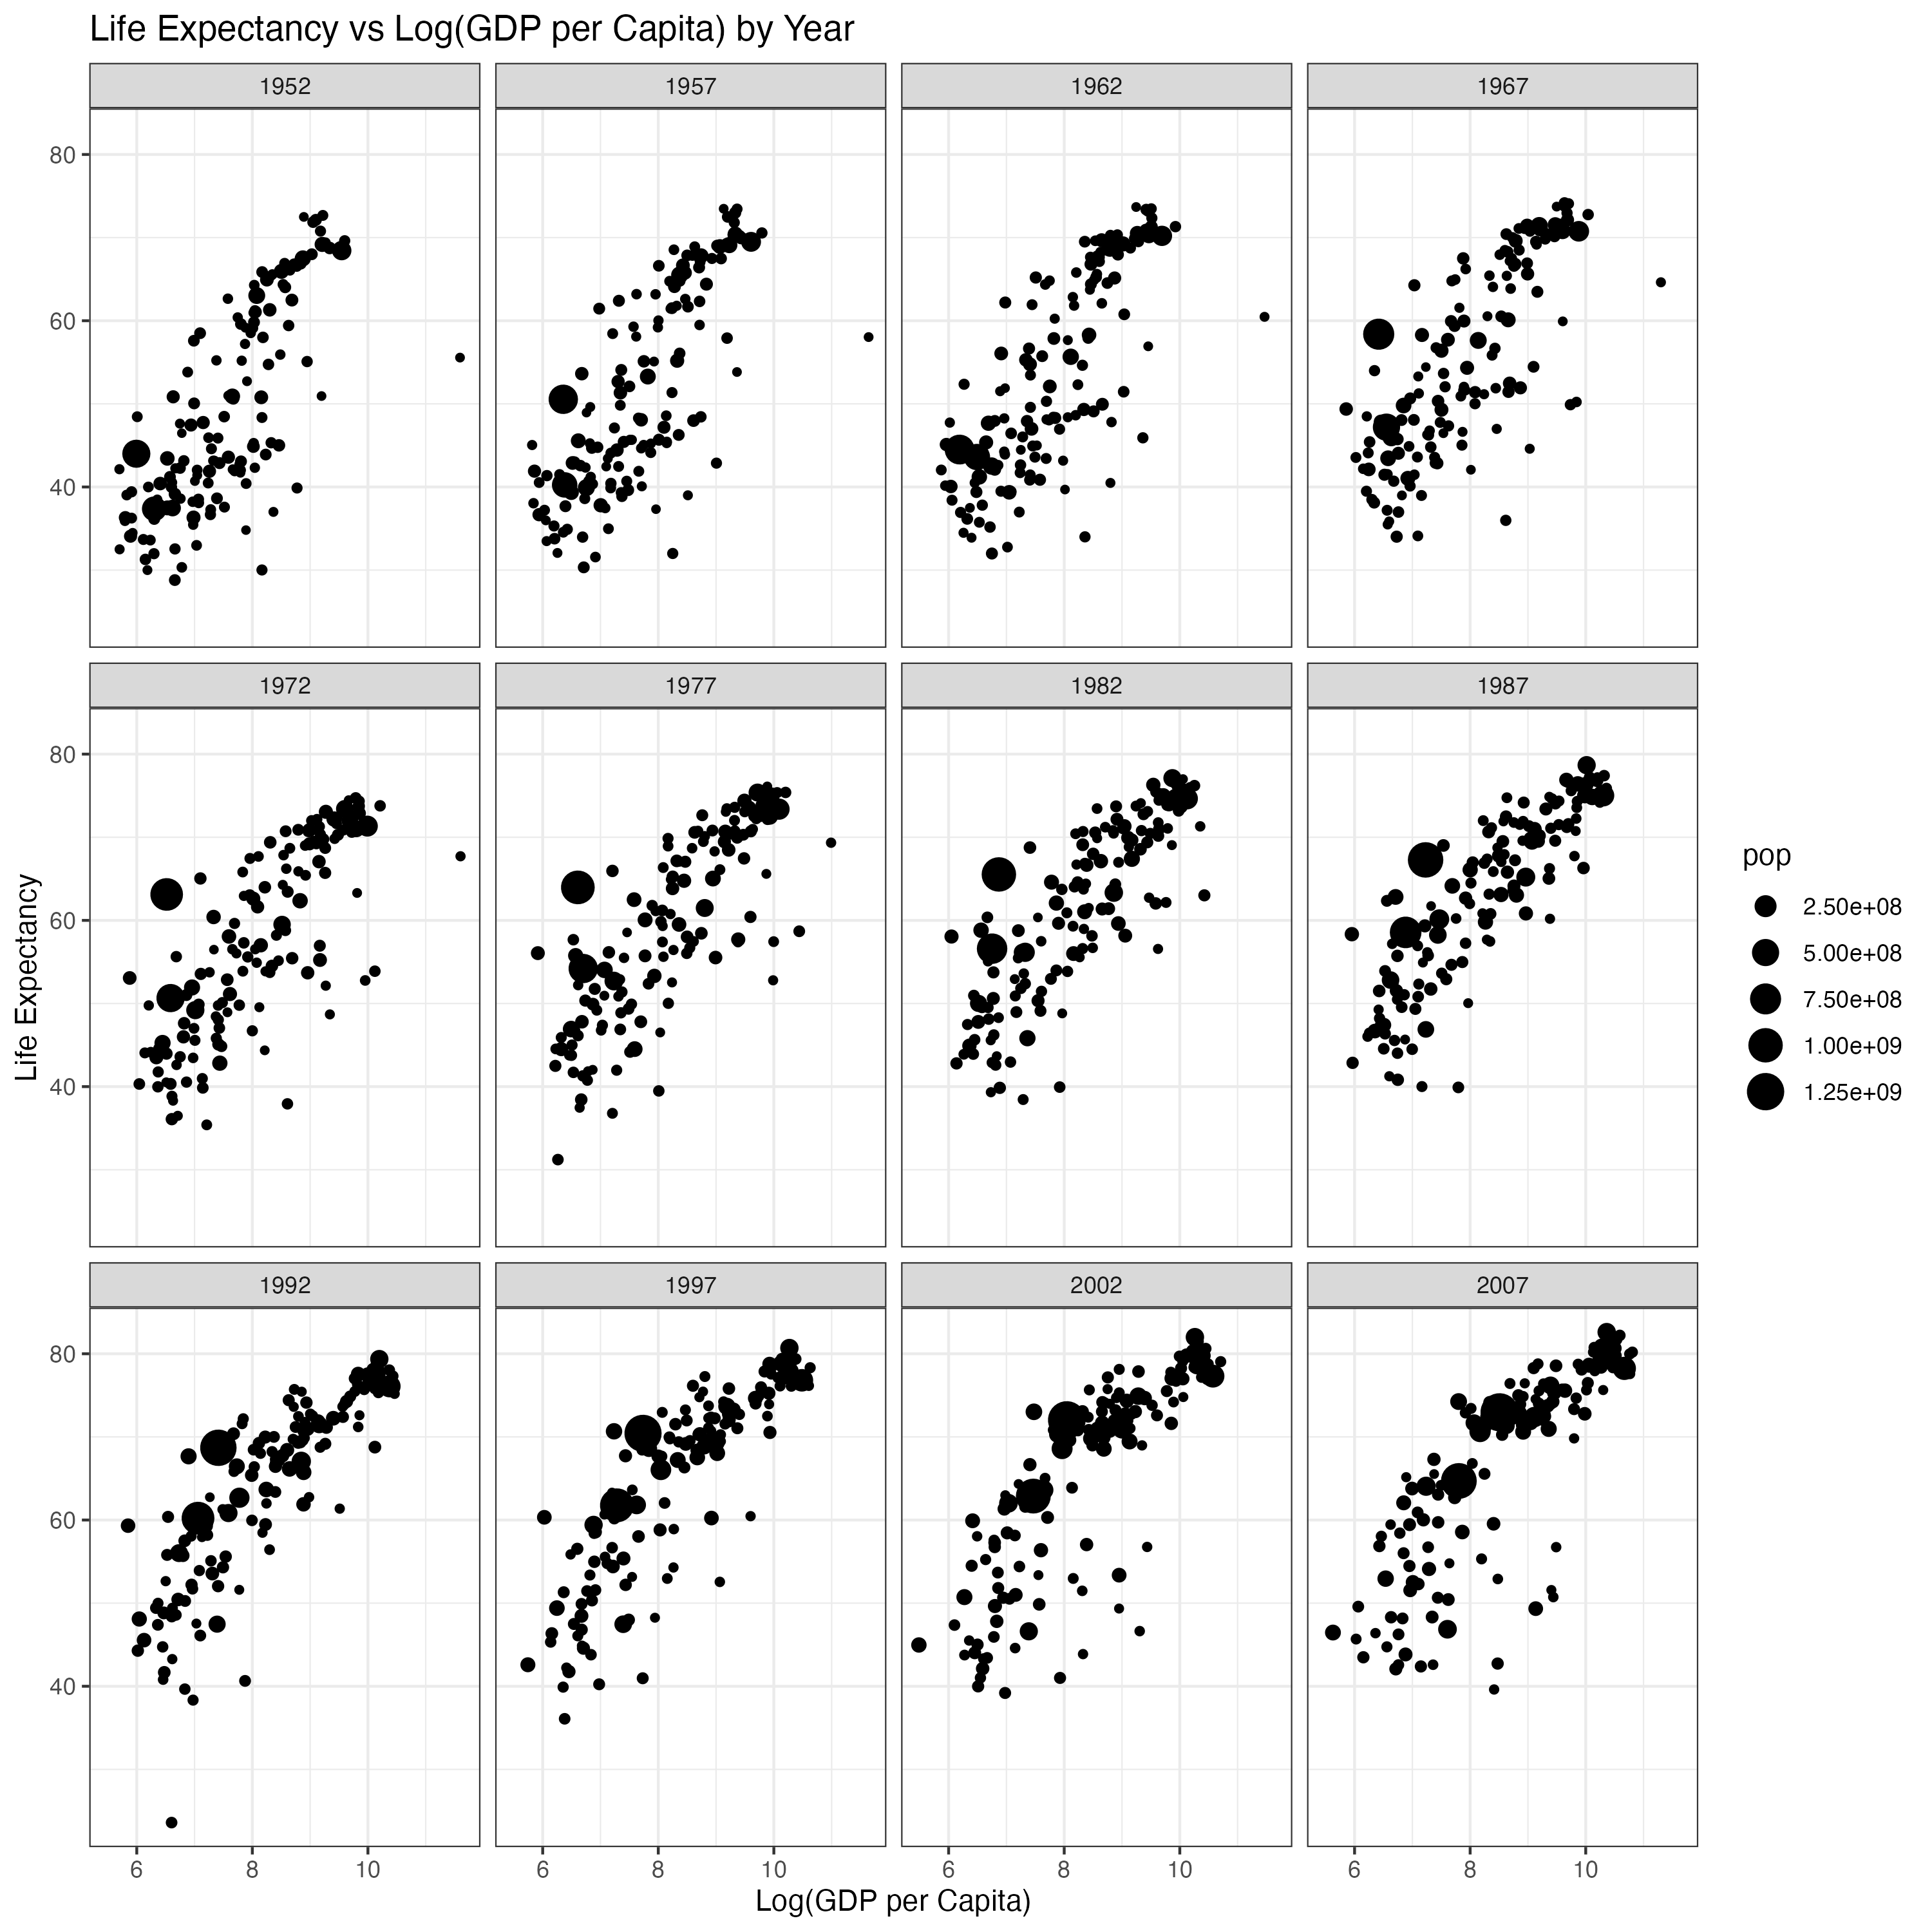 Life Expectancy vs Log(GDP per Capita) by Year
1952
1957
1962
1967
80
60
40
1972
1977
1982
1987
80
60
40
Life Expectancy
1992
1997
2002
2007
80
60
40
6 8 10
6 8 10
6 8 10
6 8 10
Log(GDP per Capita)
pop
2.50e+08
5.00e+08
7.50e+08
1.00e+09
1.25e+09